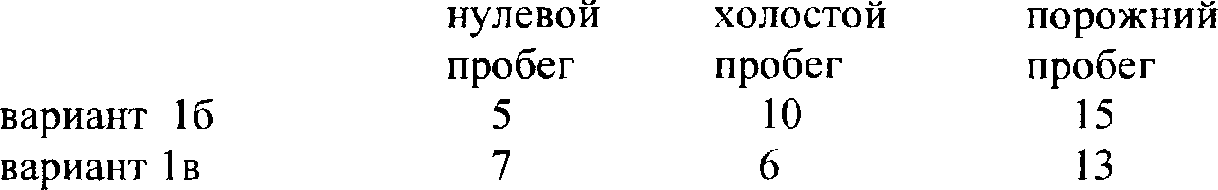 нулевой холостой порожний
пробег пробег пробег
вариант 1б 5 10 15
вариант 1в 7 6 13